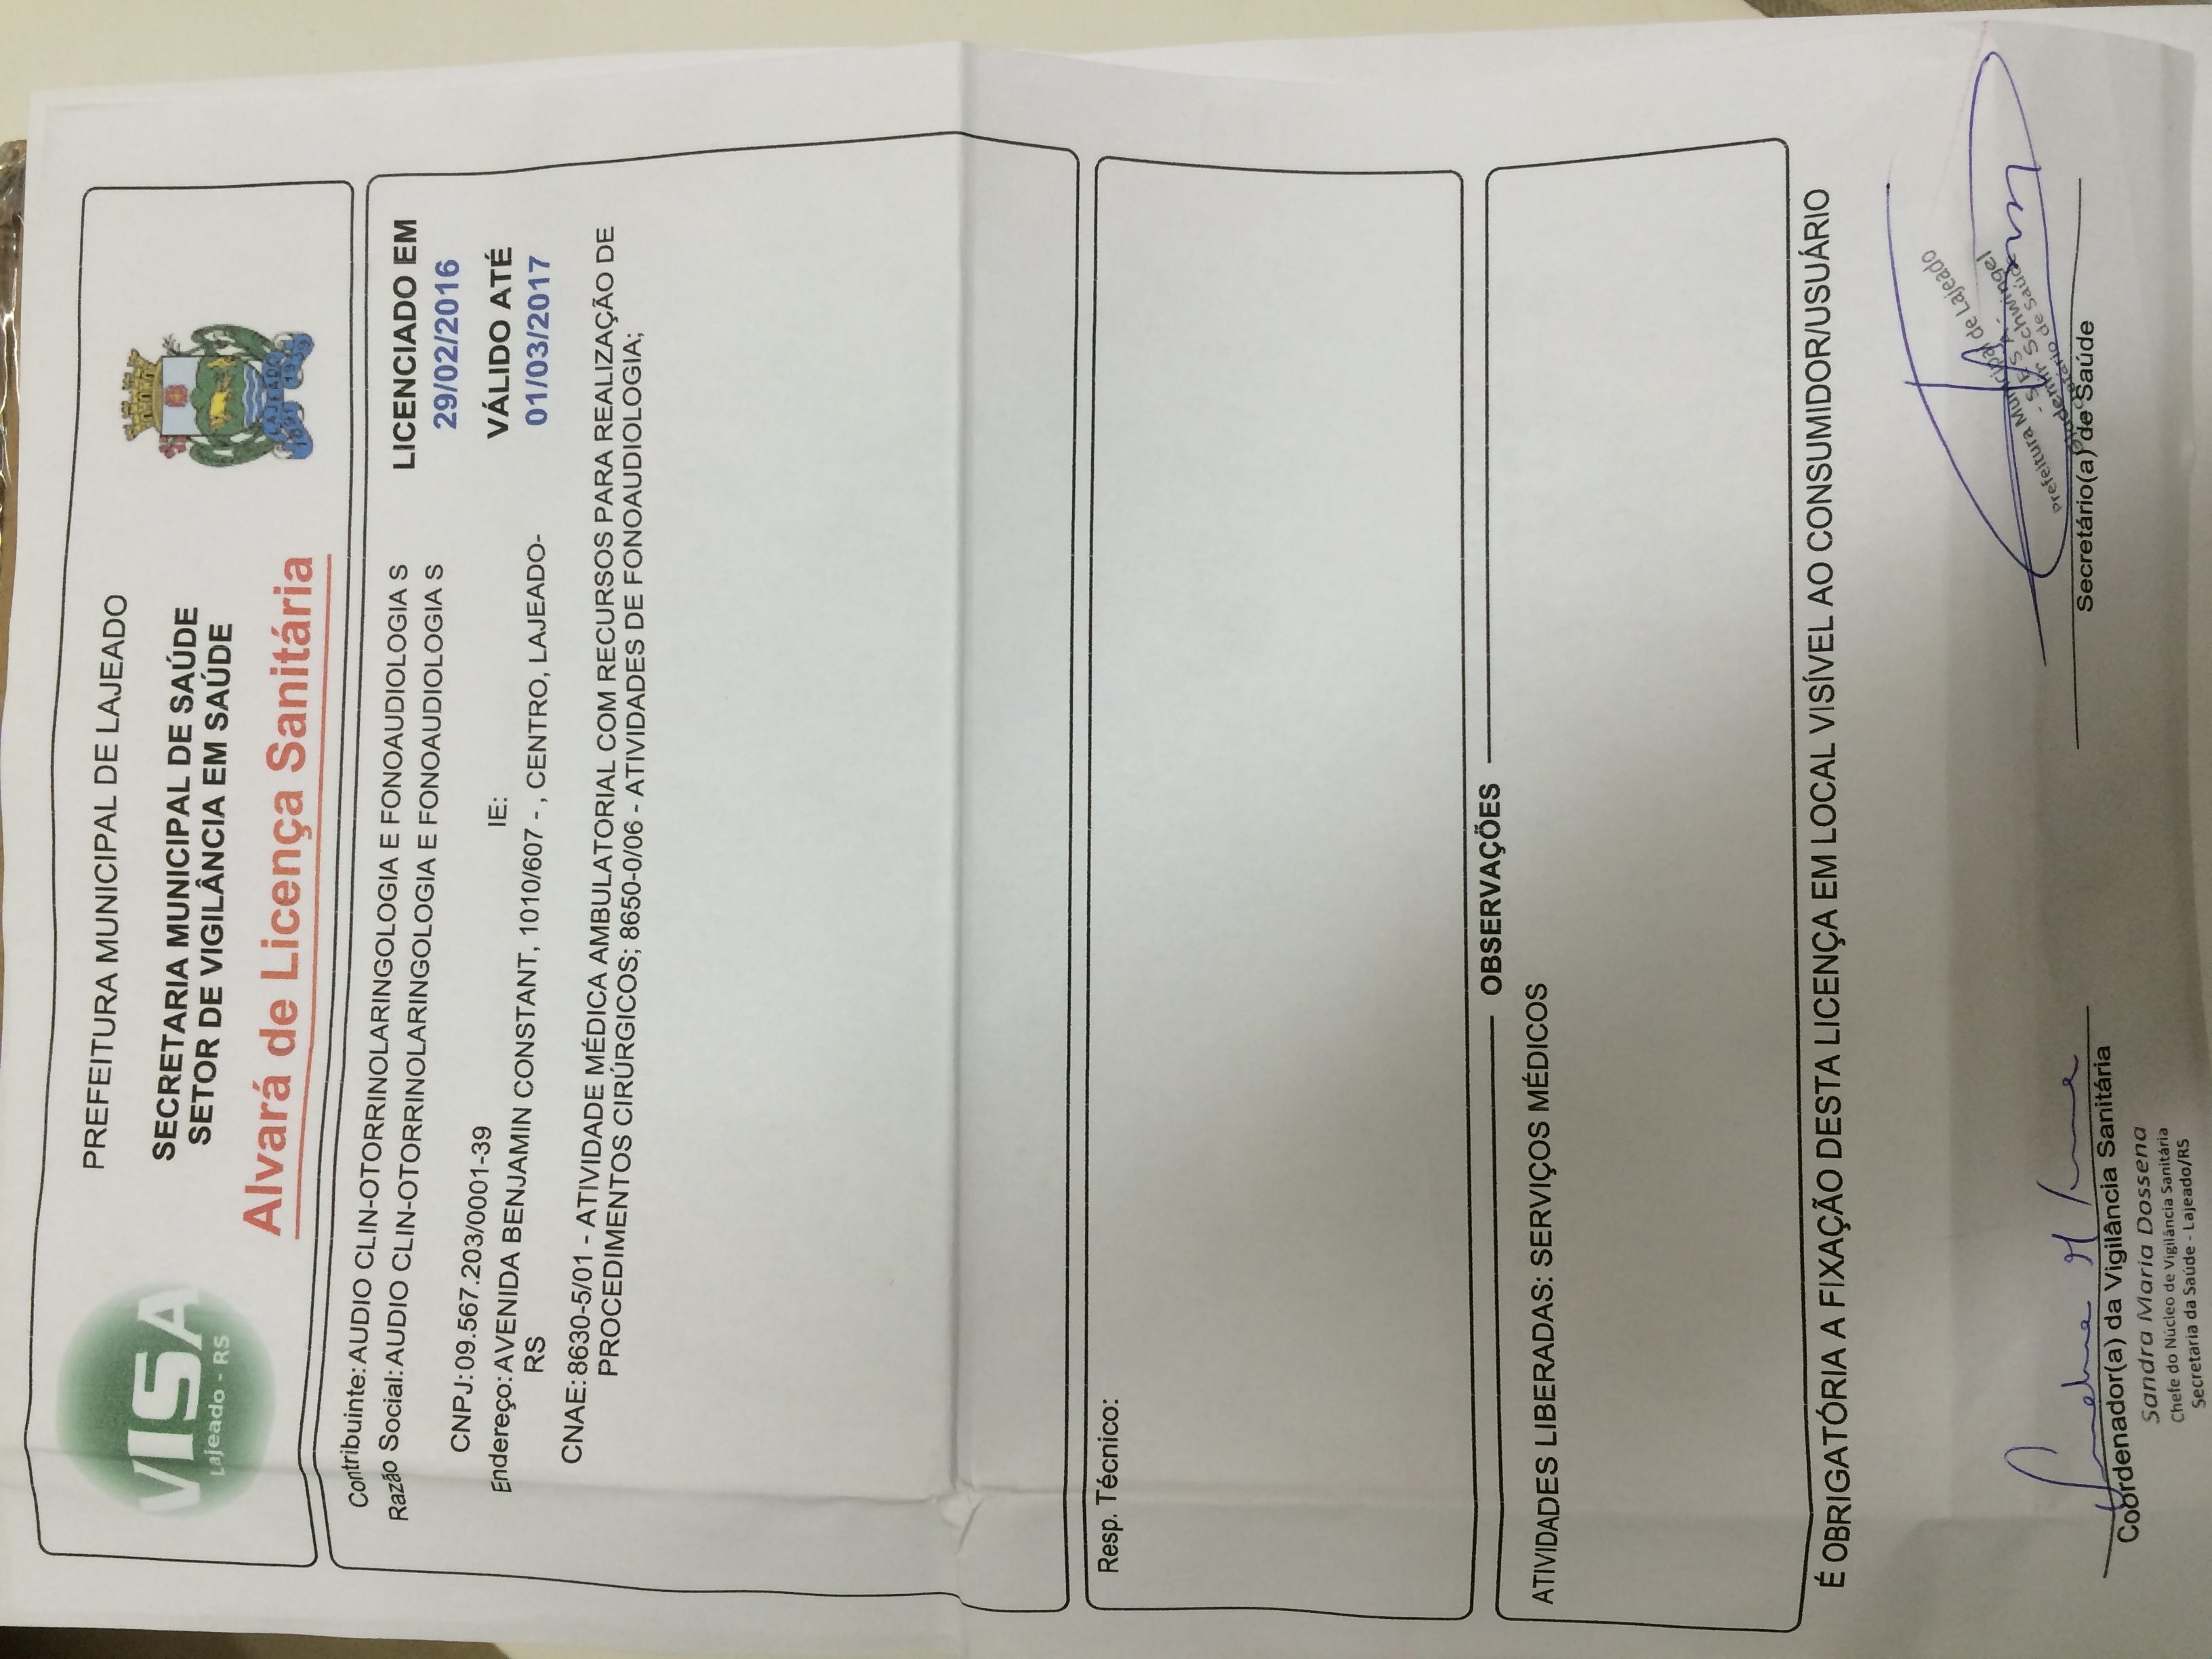 VISA
Lajeado - RS
PREFEITURA MUNICIPAL DE LAJEADO
SECRETARIA MUNICIPAL DE SAÚDE
SETOR DE VIGILÂNCIA EM SAÚDE
Alvará de Licença Sanitária
LAJEADO
Contribuinte: AUDIO CLIN-OTORRINOLARINGOLOGIA E FONOAUDIOLOGIA S
Razão Social: AUDIO CLIN-OTORRINOLARINGOLOGIA E FONOAUDIOLOGIA S
CNPJ: 09.567.203/0001-39
IE:
Endereço: AVENIDA BENJAMIN CONSTANT, 1010/607 - , CENTRO, LAJEADO-
RS
LICENCIADO EM
29/02/2016
VÁLIDO ATÉ
01/03/2017
CNAE: 8630-5/01 - ATIVIDADE MÉDICA AMBULATORIAL COM RECURSOS PARA REALIZAÇÃO DE
PROCEDIMENTOS CIRÚRGICOS; 8650-0/06 - ATIVIDADES DE FONOAUDIOLOGIA;
Resp. Técnico:
OBSERVAÇÕES
ATIVIDADES LIBERADAS: SERVIÇOS MÉDICOS
É OBRIGATÓRIA A FIXAÇÃO DESTA LICENÇA EM LOCAL VISÍVEL AO CONSUMIDOR/USUÁRIO
Coordenador(a) da Vigilância Sanitária
Sandra Maria Dossena
Chefe do Núcleo de Vigilância Sanitária
Secretaria da Saúde - Lajeado/RS
Prefeitura Municipal de Lajeado
- S E S A -
Schwingel
Secretário de Saúde
Secretário(a) de Saúde